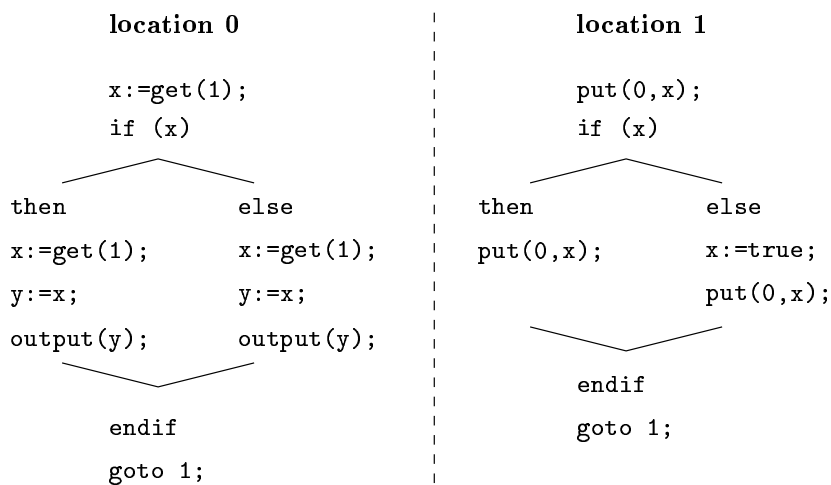 location 0
x:=get(1);
if (x)
then
x:=get(1);
y:=x;
output(y);
else
x:=get(1);
y:=x;
output(y);
endif
goto 1;
location 1
put(0,x);
if (x)
then
put(0,x);
else
x:=true;
put(0,x);
endif
goto 1;